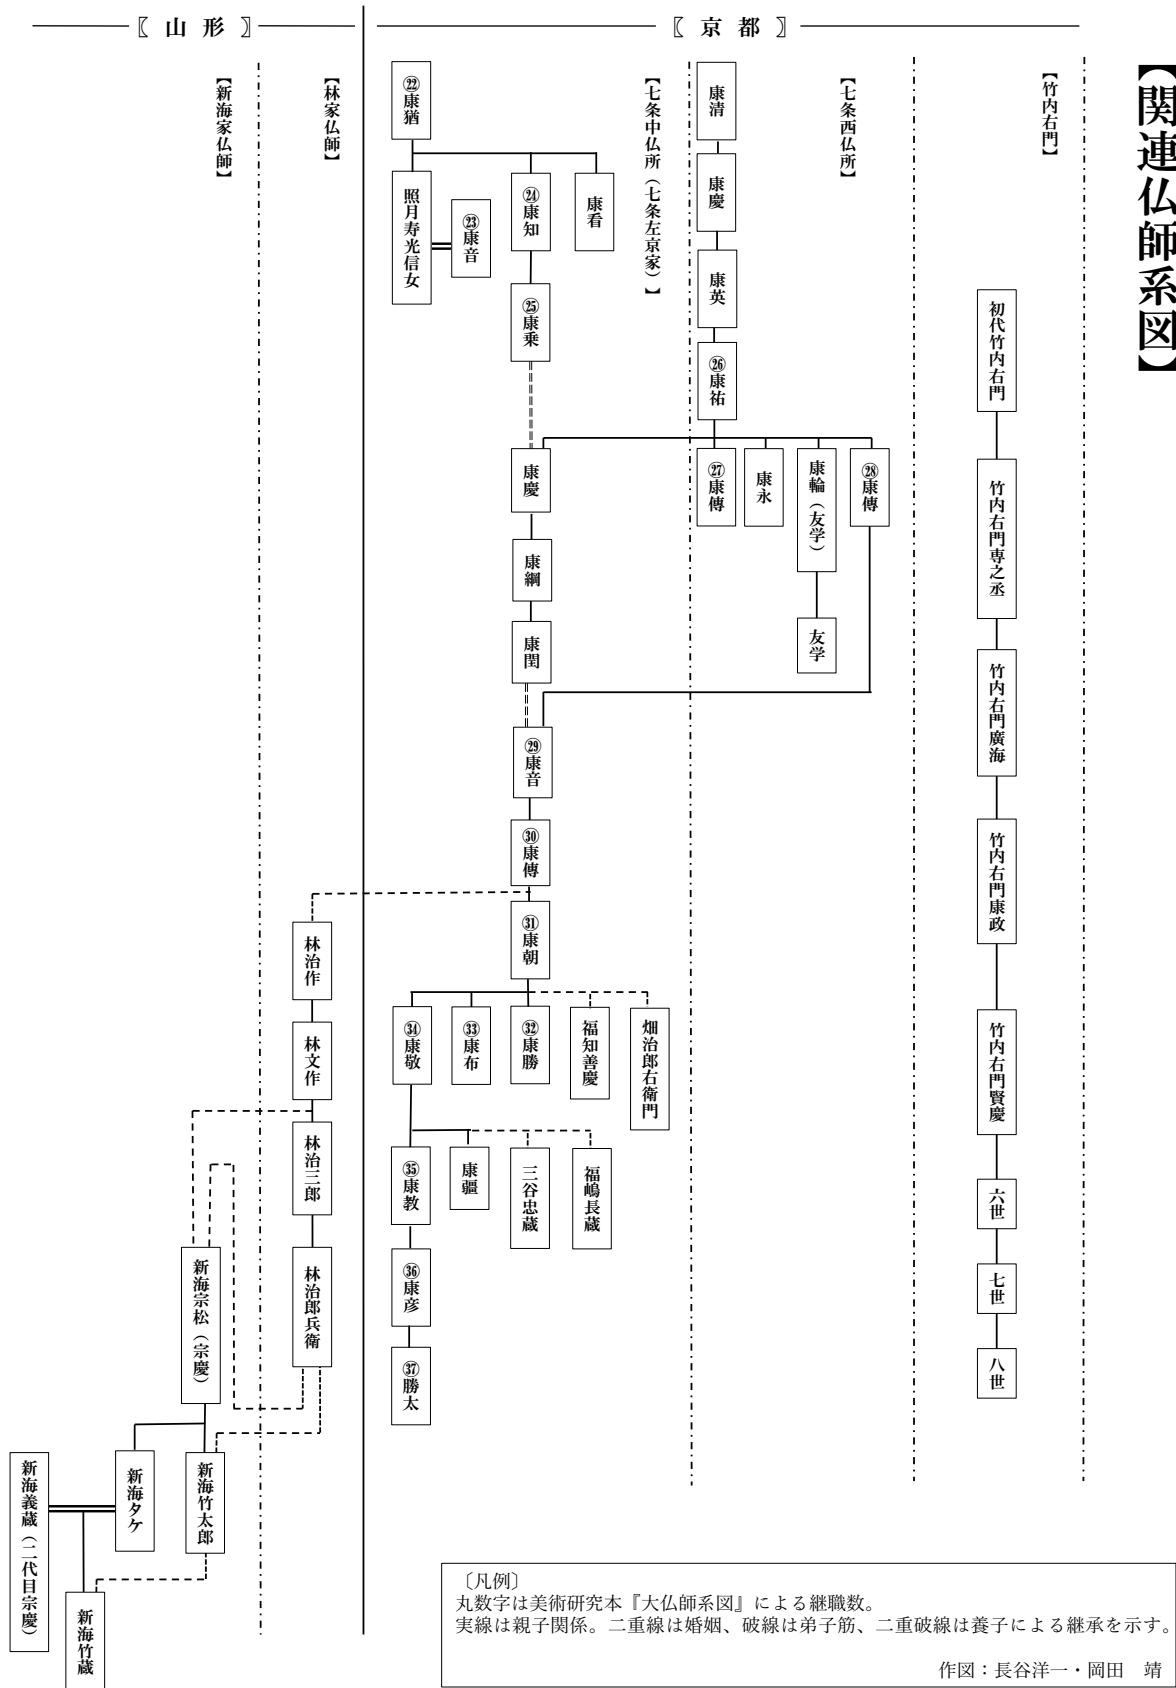 【関連仏師系図】
〖京都〗
【竹内右門】
初代竹内右門
竹内右門専之丞
竹内右門廣海
竹内右門康政
竹内右門賢慶
六世
七世
八世
【七条西仏所】
康清
康慶
康英
㉖康祐
㉘康傳
康輪（友学）
友学
康永
㉗康傳
【七条中仏所（七条左京家）】
㉒康猶
康看
㉔康知
㉓康音
照月寿光信女
㉕康乗
康慶
康綱
康閏
㉙康音
㉚康傳
㉛康朝
畑治郎右衛門
福知善慶
㉜康勝
㉝康布
㉞康敬
福嶋長蔵
三谷忠蔵
康疆
㉟康教
㊱康彦
㊲勝太
〖山形〗
【林家仏師】
林治作
林文作
林治三郎
林治郎兵衛
【新海家仏師】
新海宗松（宗慶）
新海竹太郎
新海タケ
新海義蔵（二代目宗慶）
新海竹蔵
〔凡例〕
丸数字は美術研究本『大仏師系図』による継職数。
実線は親子関係。二重線は婚姻、破線は弟子筋、二重破線は養子による継承を示す。
作図：長谷洋一・岡田　靖